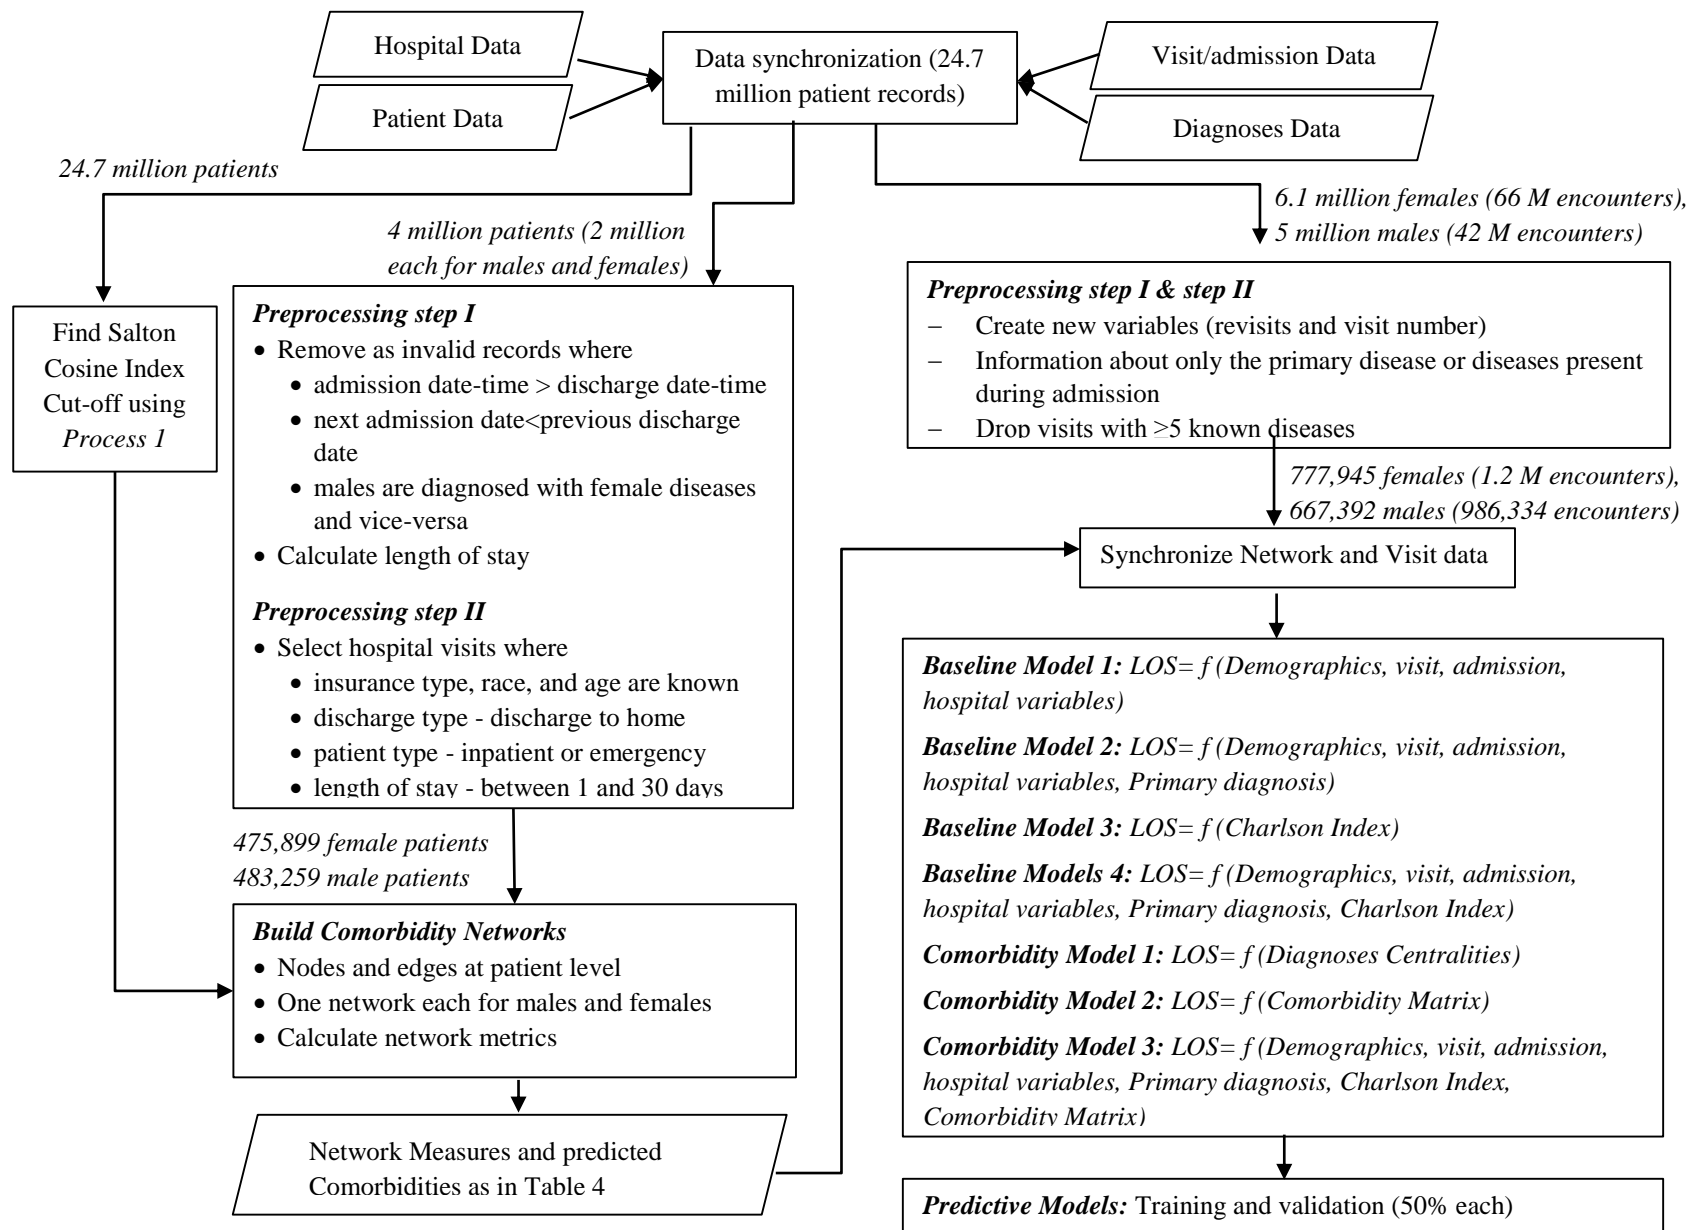 Hospital Data
Patient Data
Data synchronization (24.7
million patient records)
Visit/admission Data
Diagnoses Data
24.7 million patients
4 million patients (2 million
each for males and females)
6.1 million females (66 M encounters),
5 million males (42 M encounters)
Find Salton
Cosine Index
Cut-off using
Process 1
Preprocessing step I
• Remove as invalid records where
• admission date-time > discharge date-time
• next admission date<previous discharge
date
• males are diagnosed with female diseases
and vice-versa
• Calculate length of stay
Preprocessing step II
• Select hospital visits where
• insurance type, race, and age are known
• discharge type - discharge to home
• patient type - inpatient or emergency
• length of stay - between 1 and 30 days
475,899 female patients
483,259 male patients
Build Comorbidity Networks
• Nodes and edges at patient level
• One network each for males and females
• Calculate network metrics
Network Measures and predicted
Comorbidities as in Table 4
Preprocessing step I & step II
– Create new variables (revisits and visit number)
– Information about only the primary disease or diseases present
during admission
– Drop visits with ≥5 known diseases
777,945 females (1.2 M encounters),
667,392 males (986,334 encounters)
Synchronize Network and Visit data
Baseline Model 1: LOS= f (Demographics, visit, admission,
hospital variables)
Baseline Model 2: LOS= f (Demographics, visit, admission,
hospital variables, Primary diagnosis)
Baseline Model 3: LOS= f (Charlson Index)
Baseline Models 4: LOS= f (Demographics, visit, admission,
hospital variables, Primary diagnosis, Charlson Index)
Comorbidity Model 1: LOS= f (Diagnoses Centralities)
Comorbidity Model 2: LOS= f (Comorbidity Matrix)
Comorbidity Model 3: LOS= f (Demographics, visit, admission,
hospital variables, Primary diagnosis, Charlson Index,
Comorbidity Matrix)
Predictive Models: Training and validation (50% each)